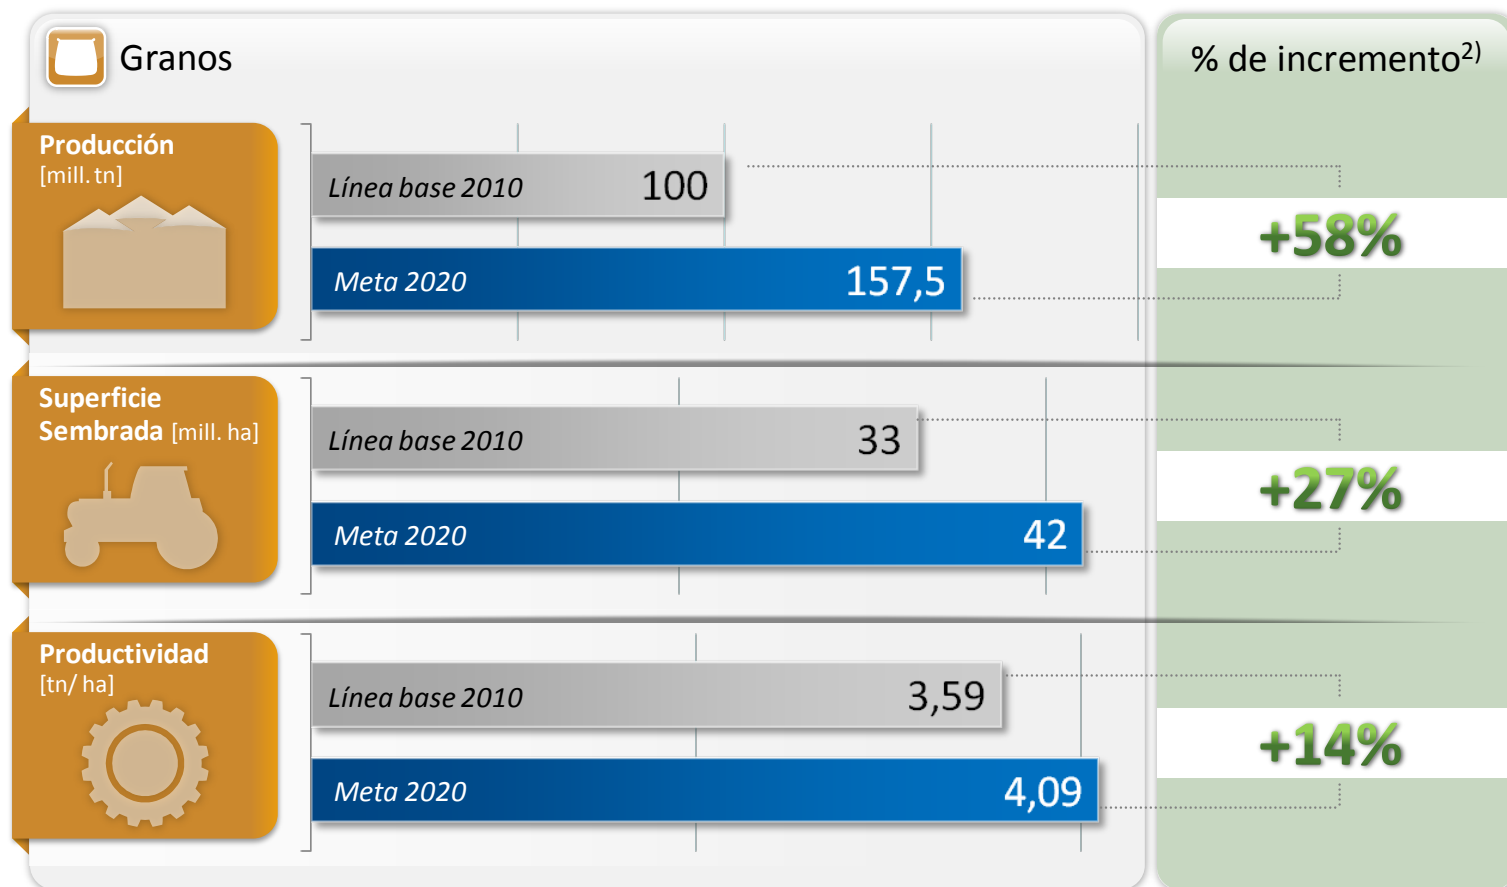 Granos
% de incremento2)
Producción
[mill. tn]
Línea base 2010 100
Meta 2020 157,5
+58%
Superficie
Sembrada [mill. ha]
Línea base 2010 33
Meta 2020 42
+27%
Productividad
[tn/ ha]
Línea base 2010 3,59
Meta 2020 4,09
+14%